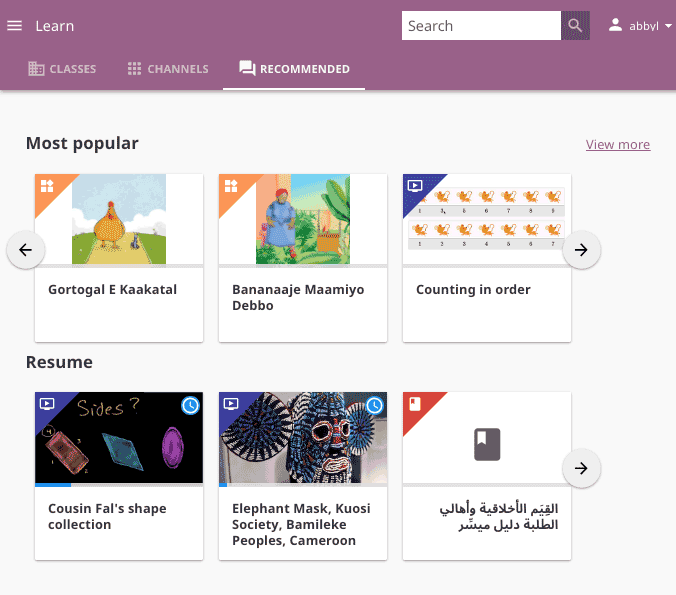 Learn
Search
abbyl
CLASSES
CHANNELS
RECOMMENDED
Most popular
View more
Gortogal E Kaakatal
Bananaaje Maamiyo
Debbo
Counting in order
Resume
Sides ?
Cousin Fal's shape
collection
Elephant Mask, Kuosi
Society, Bamileke
Peoples, Cameroon
القِيَم الأخلاقية وأهالي
الطلبة دليل ميسِّر